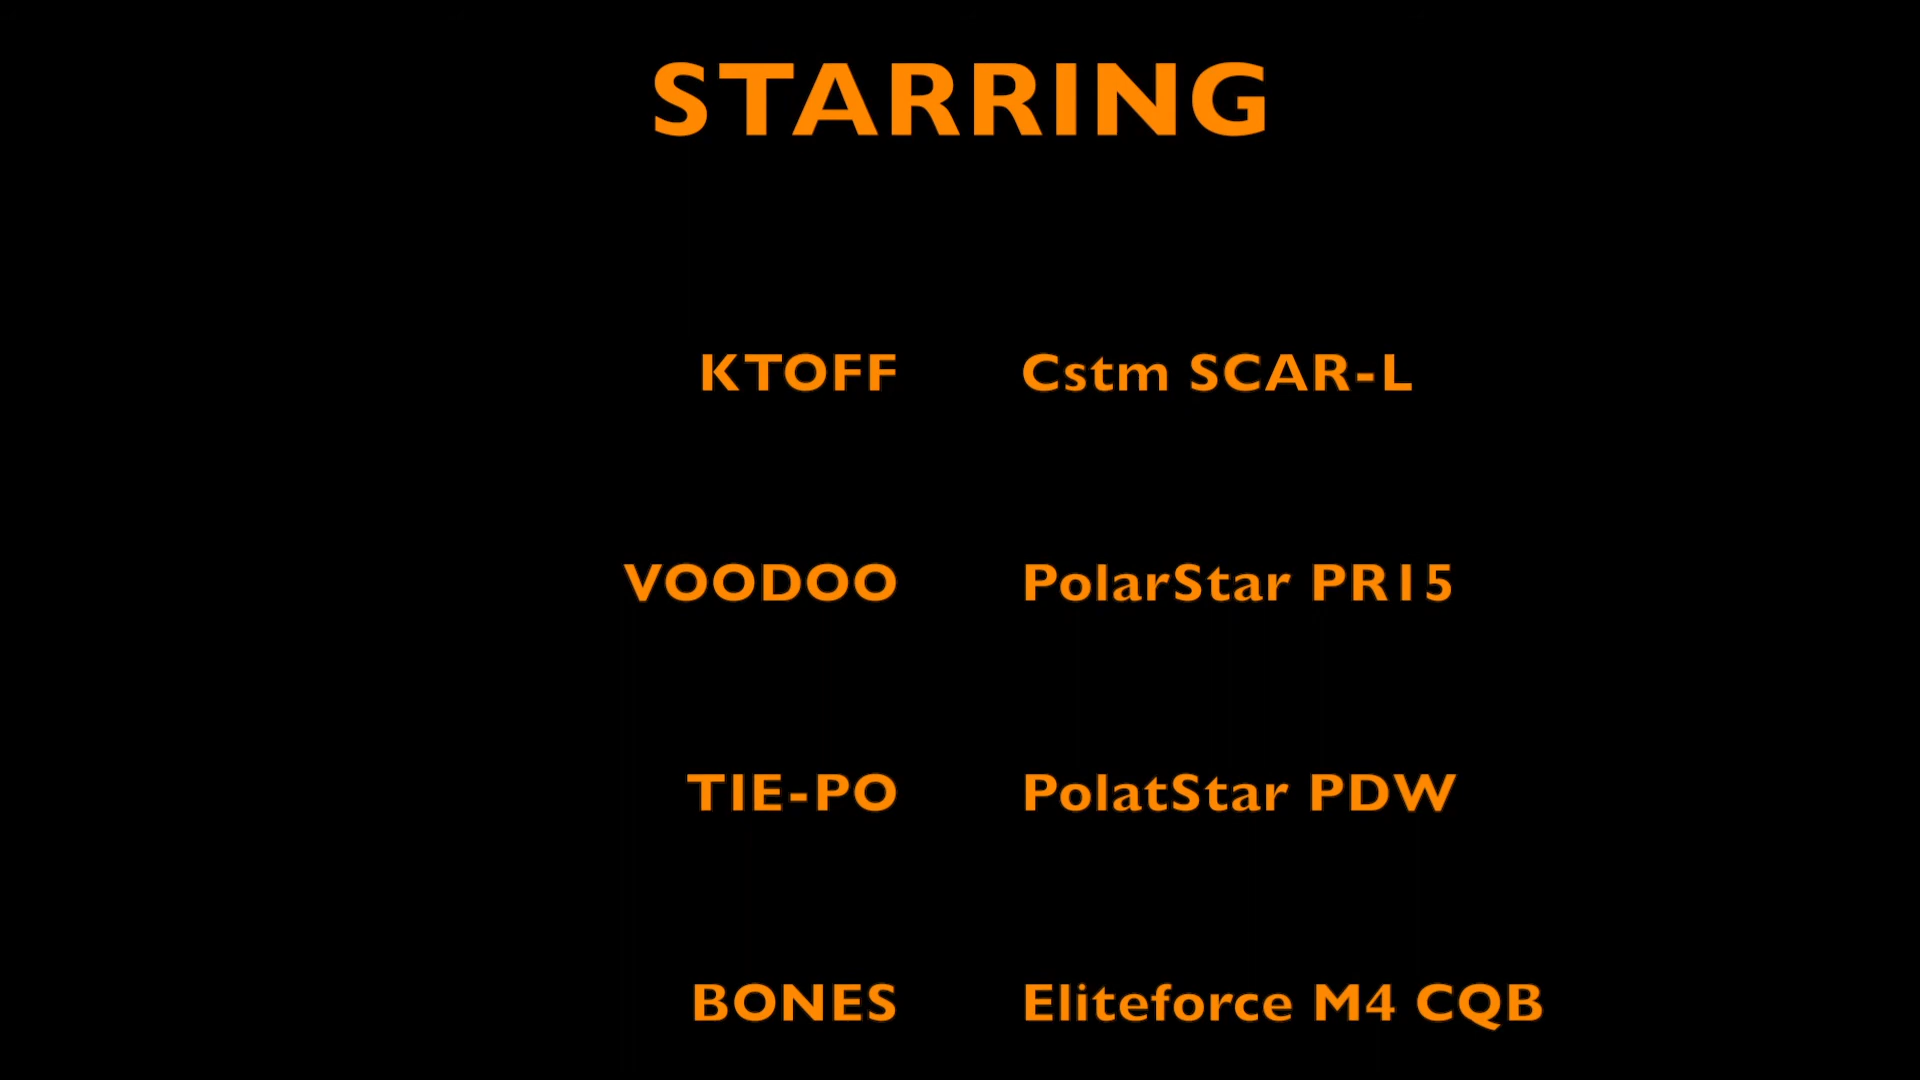 STARRING
KTOFF Cstm SCAR-L
VOODOO PolarStar PR15
TIE-PO PolatStar PDW
BONES Eliteforce M4 CQB